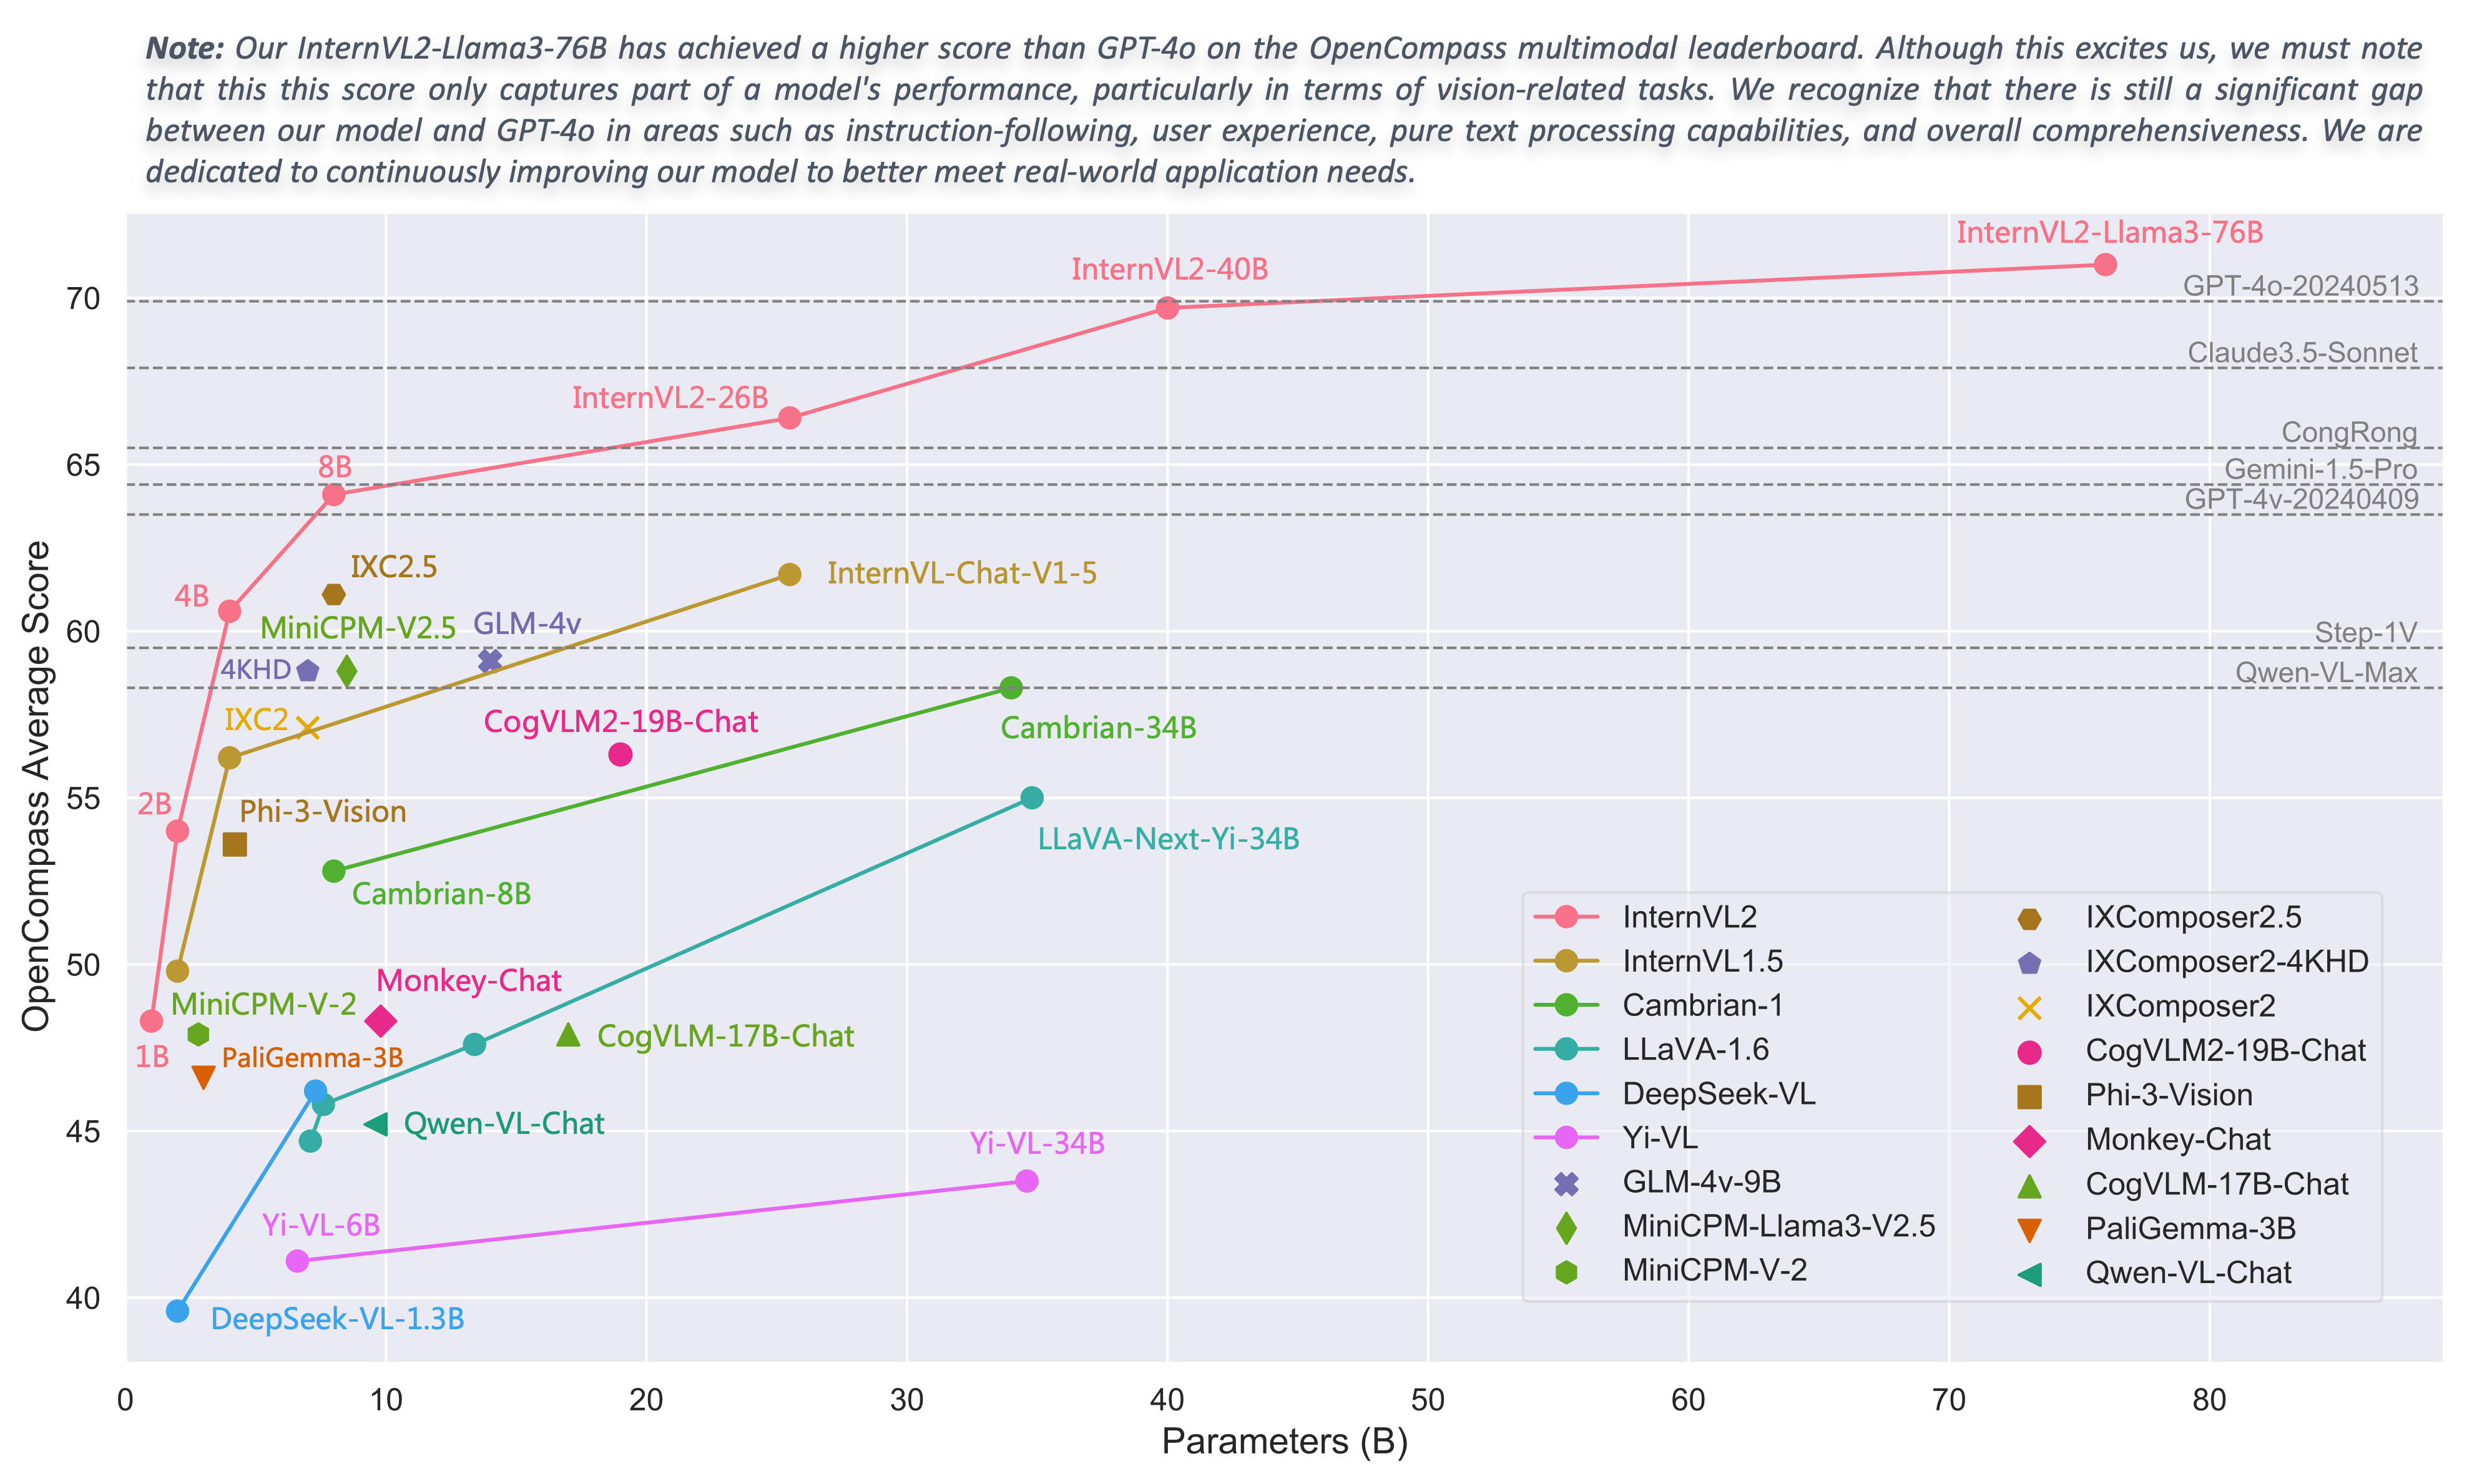 Note: Our InternVL2-Llama3-76B has achieved a higher score than GPT-4o on the OpenCompass multimodal leaderboard. Although this excites us, we must note
that this this score only captures part of a model's performance, particularly in terms of vision-related tasks. We recognize that there is still a significant gap
between our model and GPT-4o in areas such as instruction-following, user experience, pure text processing capabilities, and overall comprehensiveness. We are
dedicated to continuously improving our model to better meet real-world application needs.
InternVL2-Llama3-76B
InternVL2-40B
GPT-4o-20240513
70
Claude3.5-Sonnet
InternVL2-26B
CongRong
65
8B
Gemini-1.5-Pro
GPT-4v-20240409
IXC2.5
InternVL-Chat-V1-5
4B
MiniCPM-V2.5
GLM-4v
60
Step-1V
4KHD
Qwen-VL-Max
IXC2
CogVLM2-19B-Chat
Cambrian-34B
55
2B
Phi-3-Vision
LLaVA-Next-Yi-34B
Cambrian-8B
50
Monkey-Chat
MiniCPM-V-2
CogVLM-17B-Chat
1B
PaliGemma-3B
45
Qwen-VL-Chat
Yi-VL-34B
Yi-VL-6B
40
DeepSeek-VL-1.3B
OpenCompass Average Score
InternVL2
InternVL1.5
Cambrian-1
LLaVA-1.6
DeepSeek-VL
Yi-VL
GLM-4v-9B
MiniCPM-Llama3-V2.5
MiniCPM-V-2
IXComposer2.5
IXComposer2-4KHD
IXComposer2
CogVLM2-19B-Chat
Phi-3-Vision
Monkey-Chat
CogVLM-17B-Chat
PaliGemma-3B
Qwen-VL-Chat
0 10 20 30 40 50 60 70 80
Parameters (B)